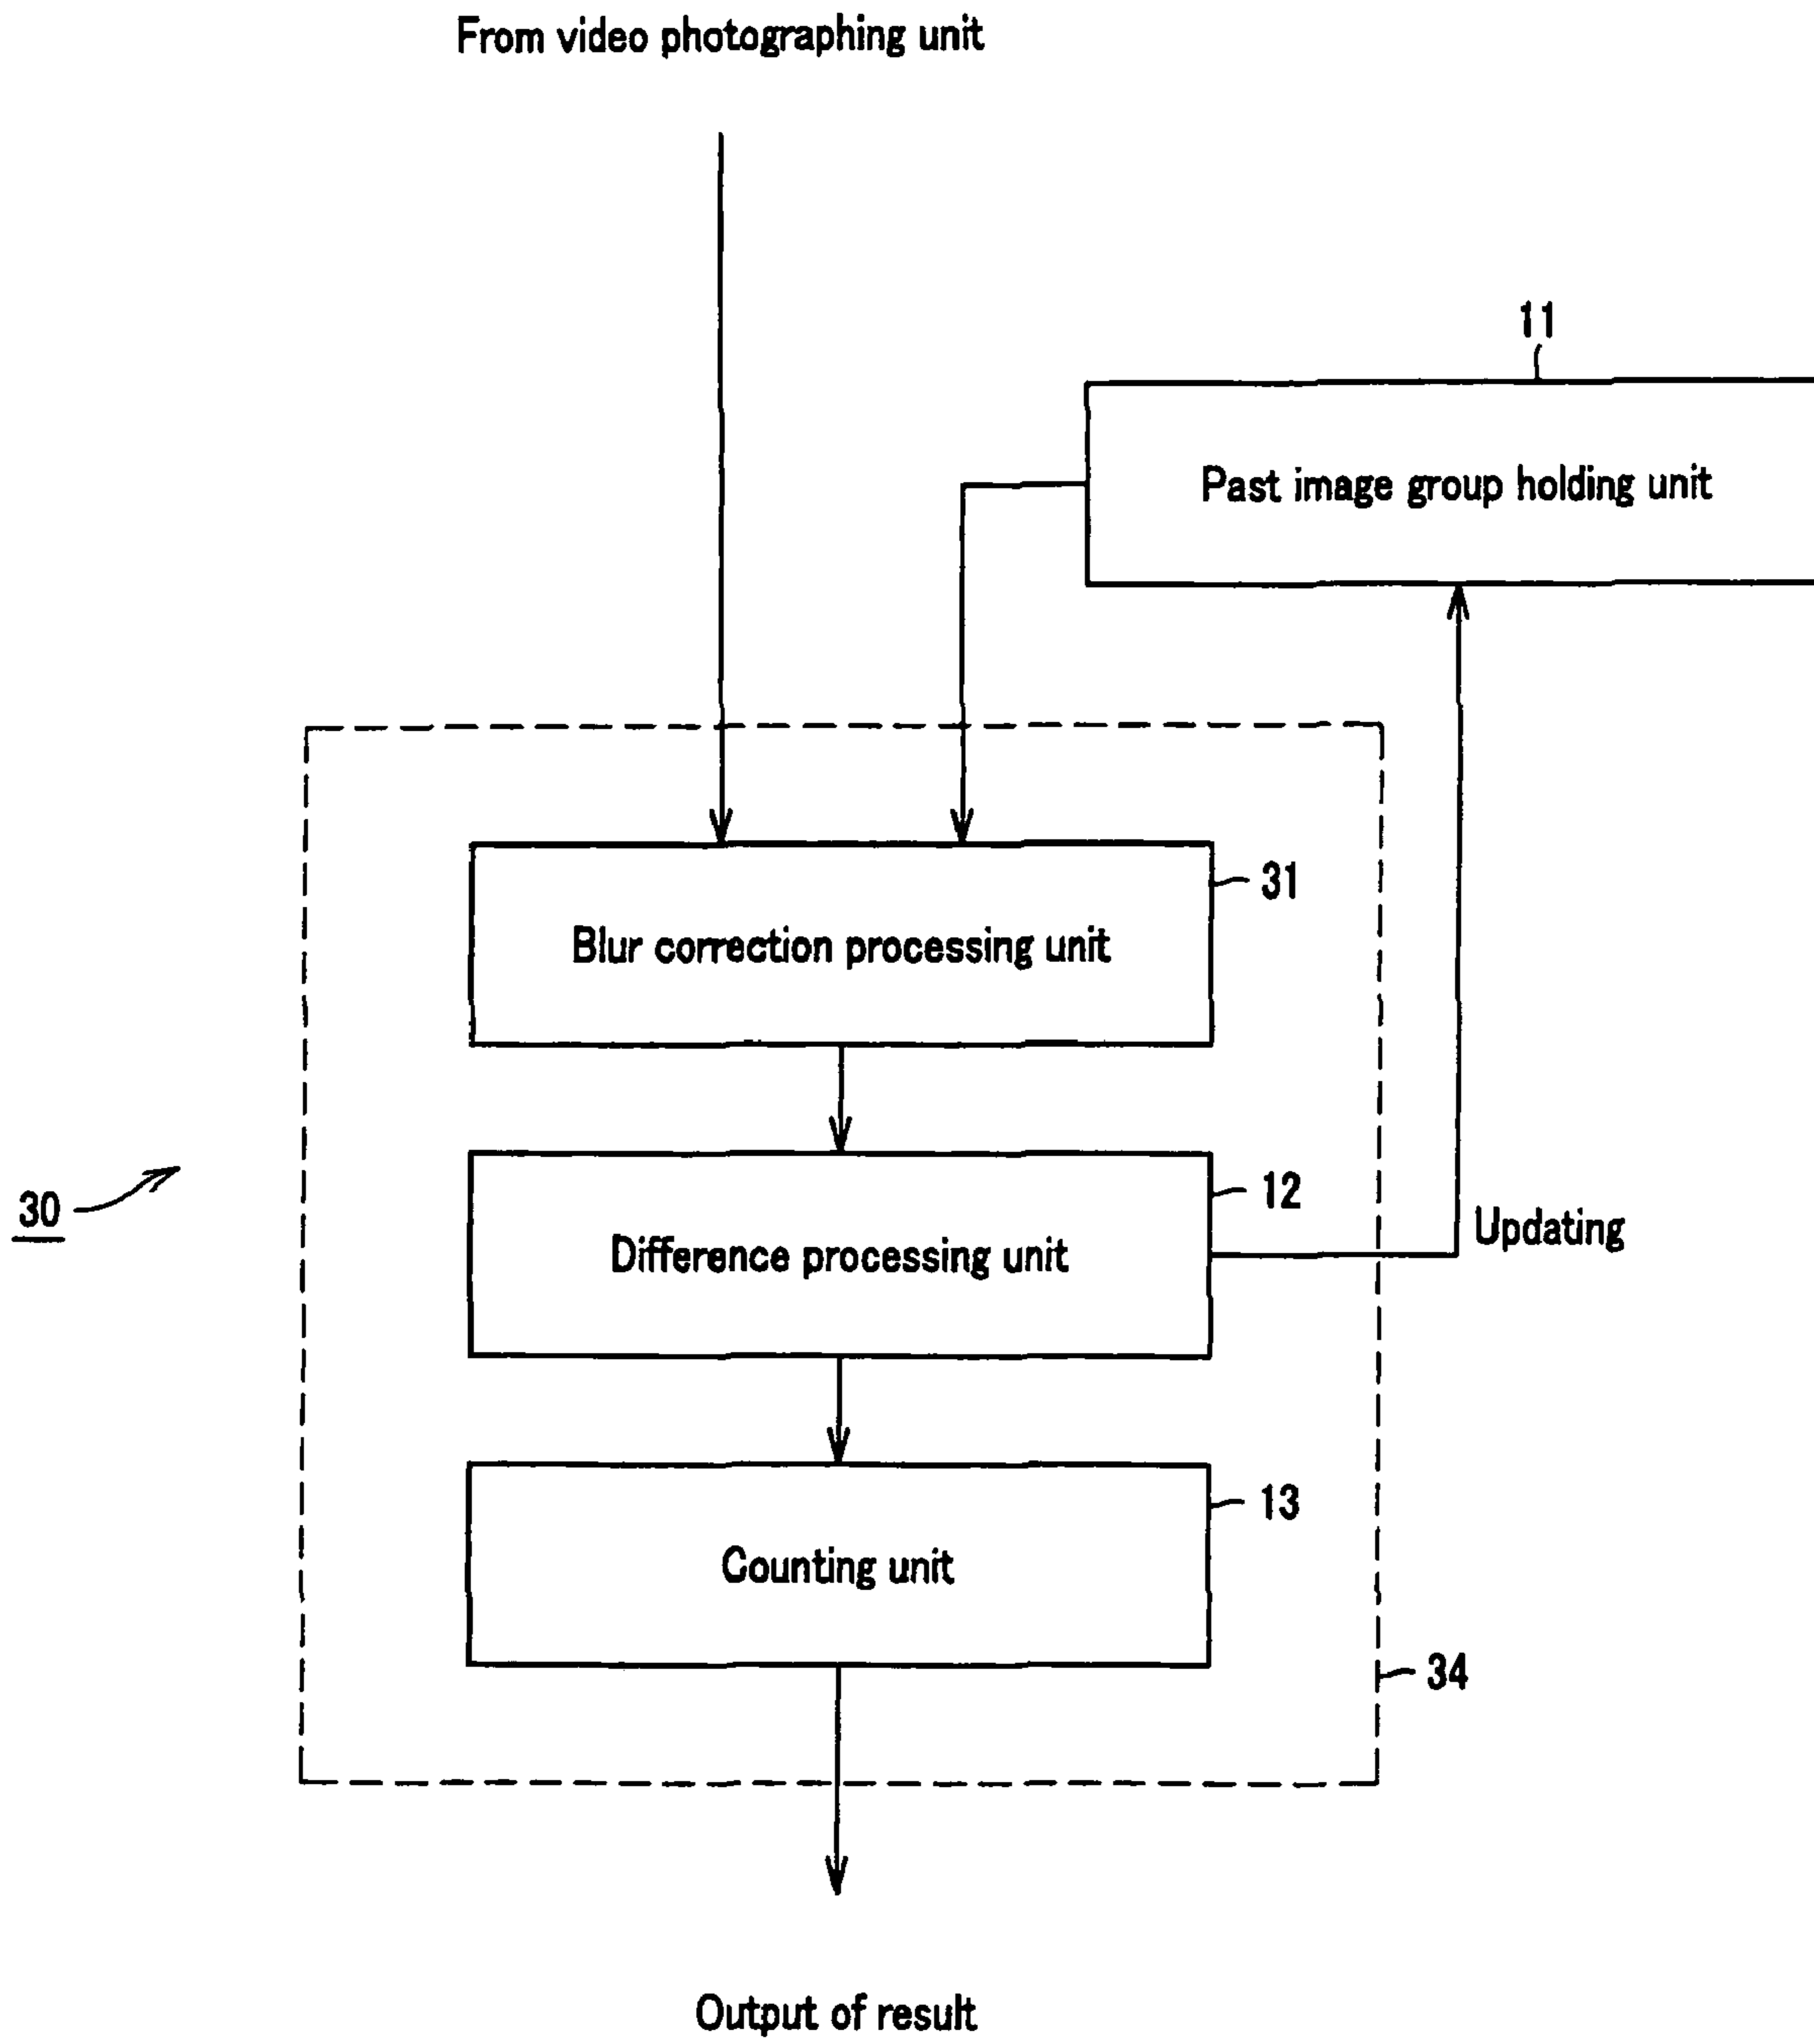 From video photographing unit
11
Past image group holding unit
31
Blur correction processing unit
12
30
Difference processing unit
Updating
13
Counting unit
34
Output of result